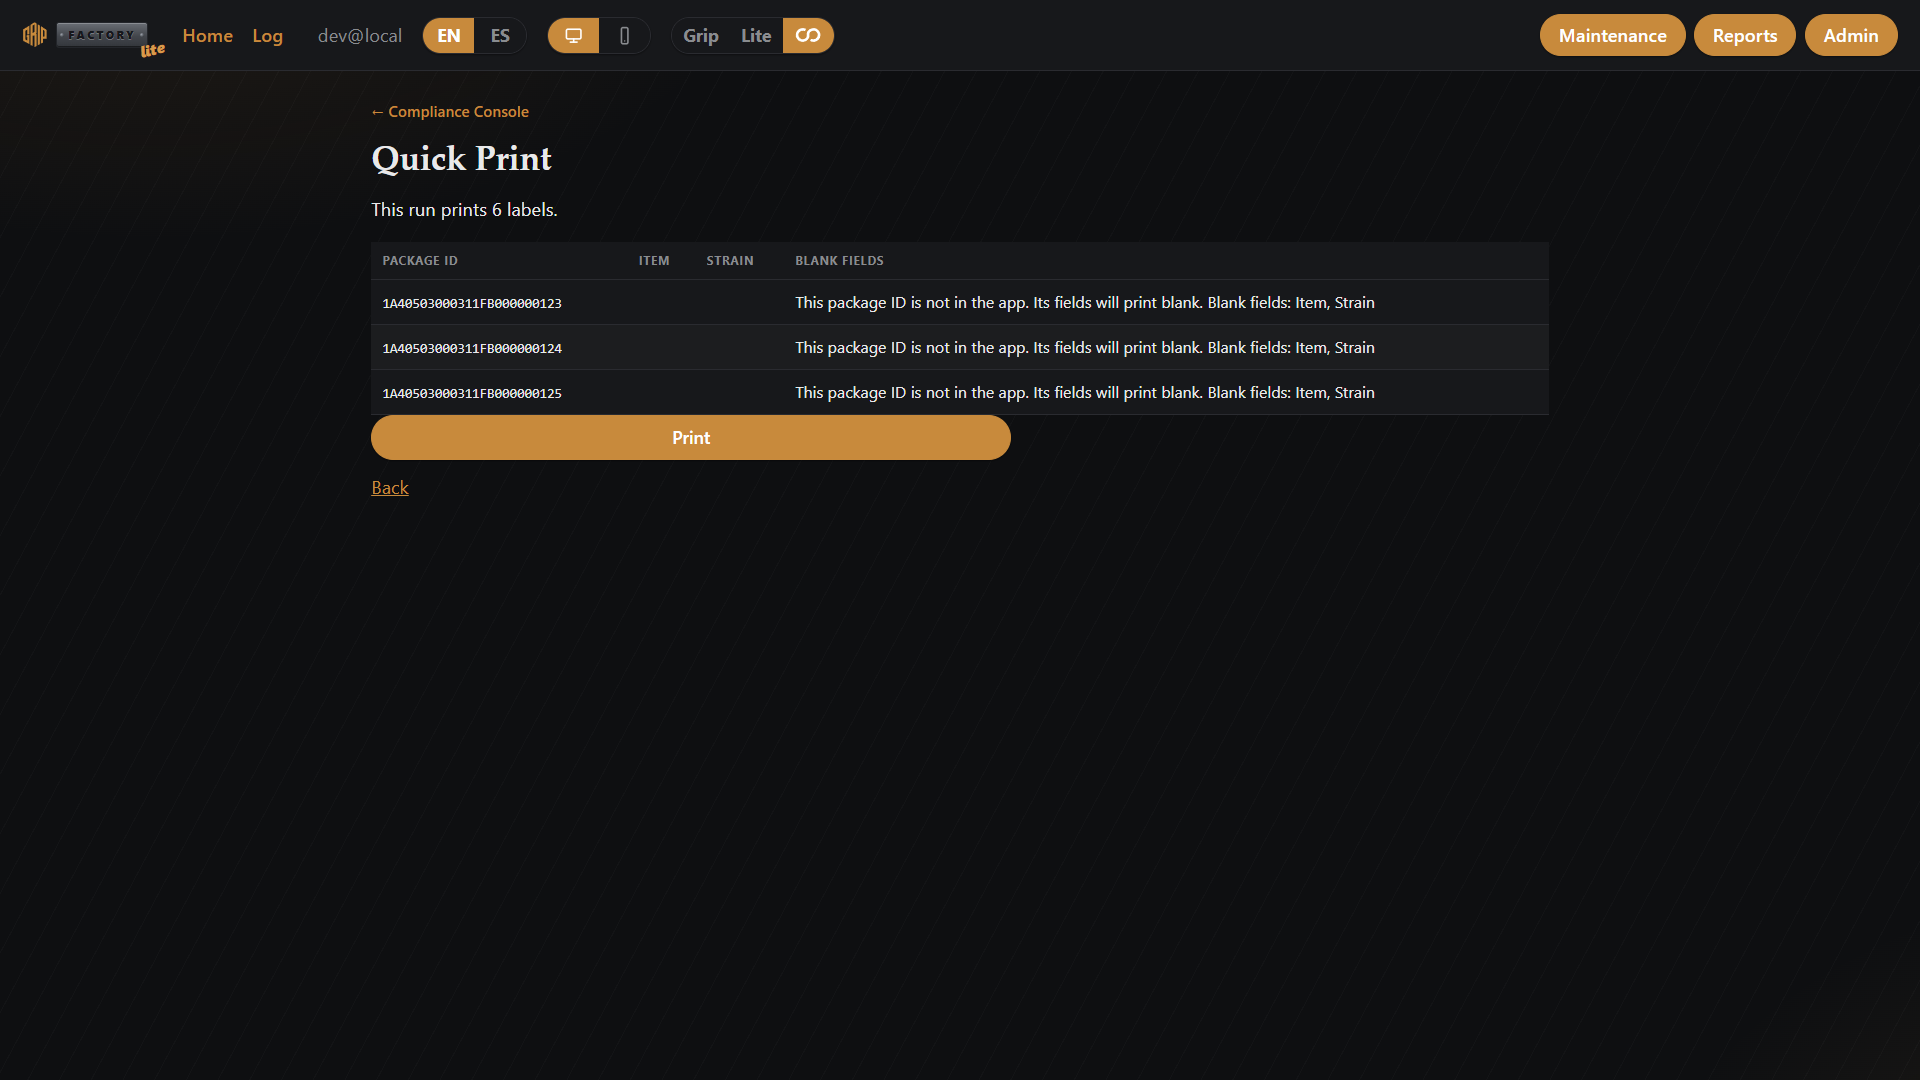 GRIP FACTORY lite Home Log dev@local EN ES Grip Lite Maintenance Reports Admin
← Compliance Console
Quick Print
This run prints 6 labels.
PACKAGE ID ITEM STRAIN BLANK FIELDS
1A40503000311FB000000123 This package ID is not in the app. Its fields will print blank. Blank fields: Item, Strain
1A40503000311FB000000124 This package ID is not in the app. Its fields will print blank. Blank fields: Item, Strain
1A40503000311FB000000125 This package ID is not in the app. Its fields will print blank. Blank fields: Item, Strain
Print
Back